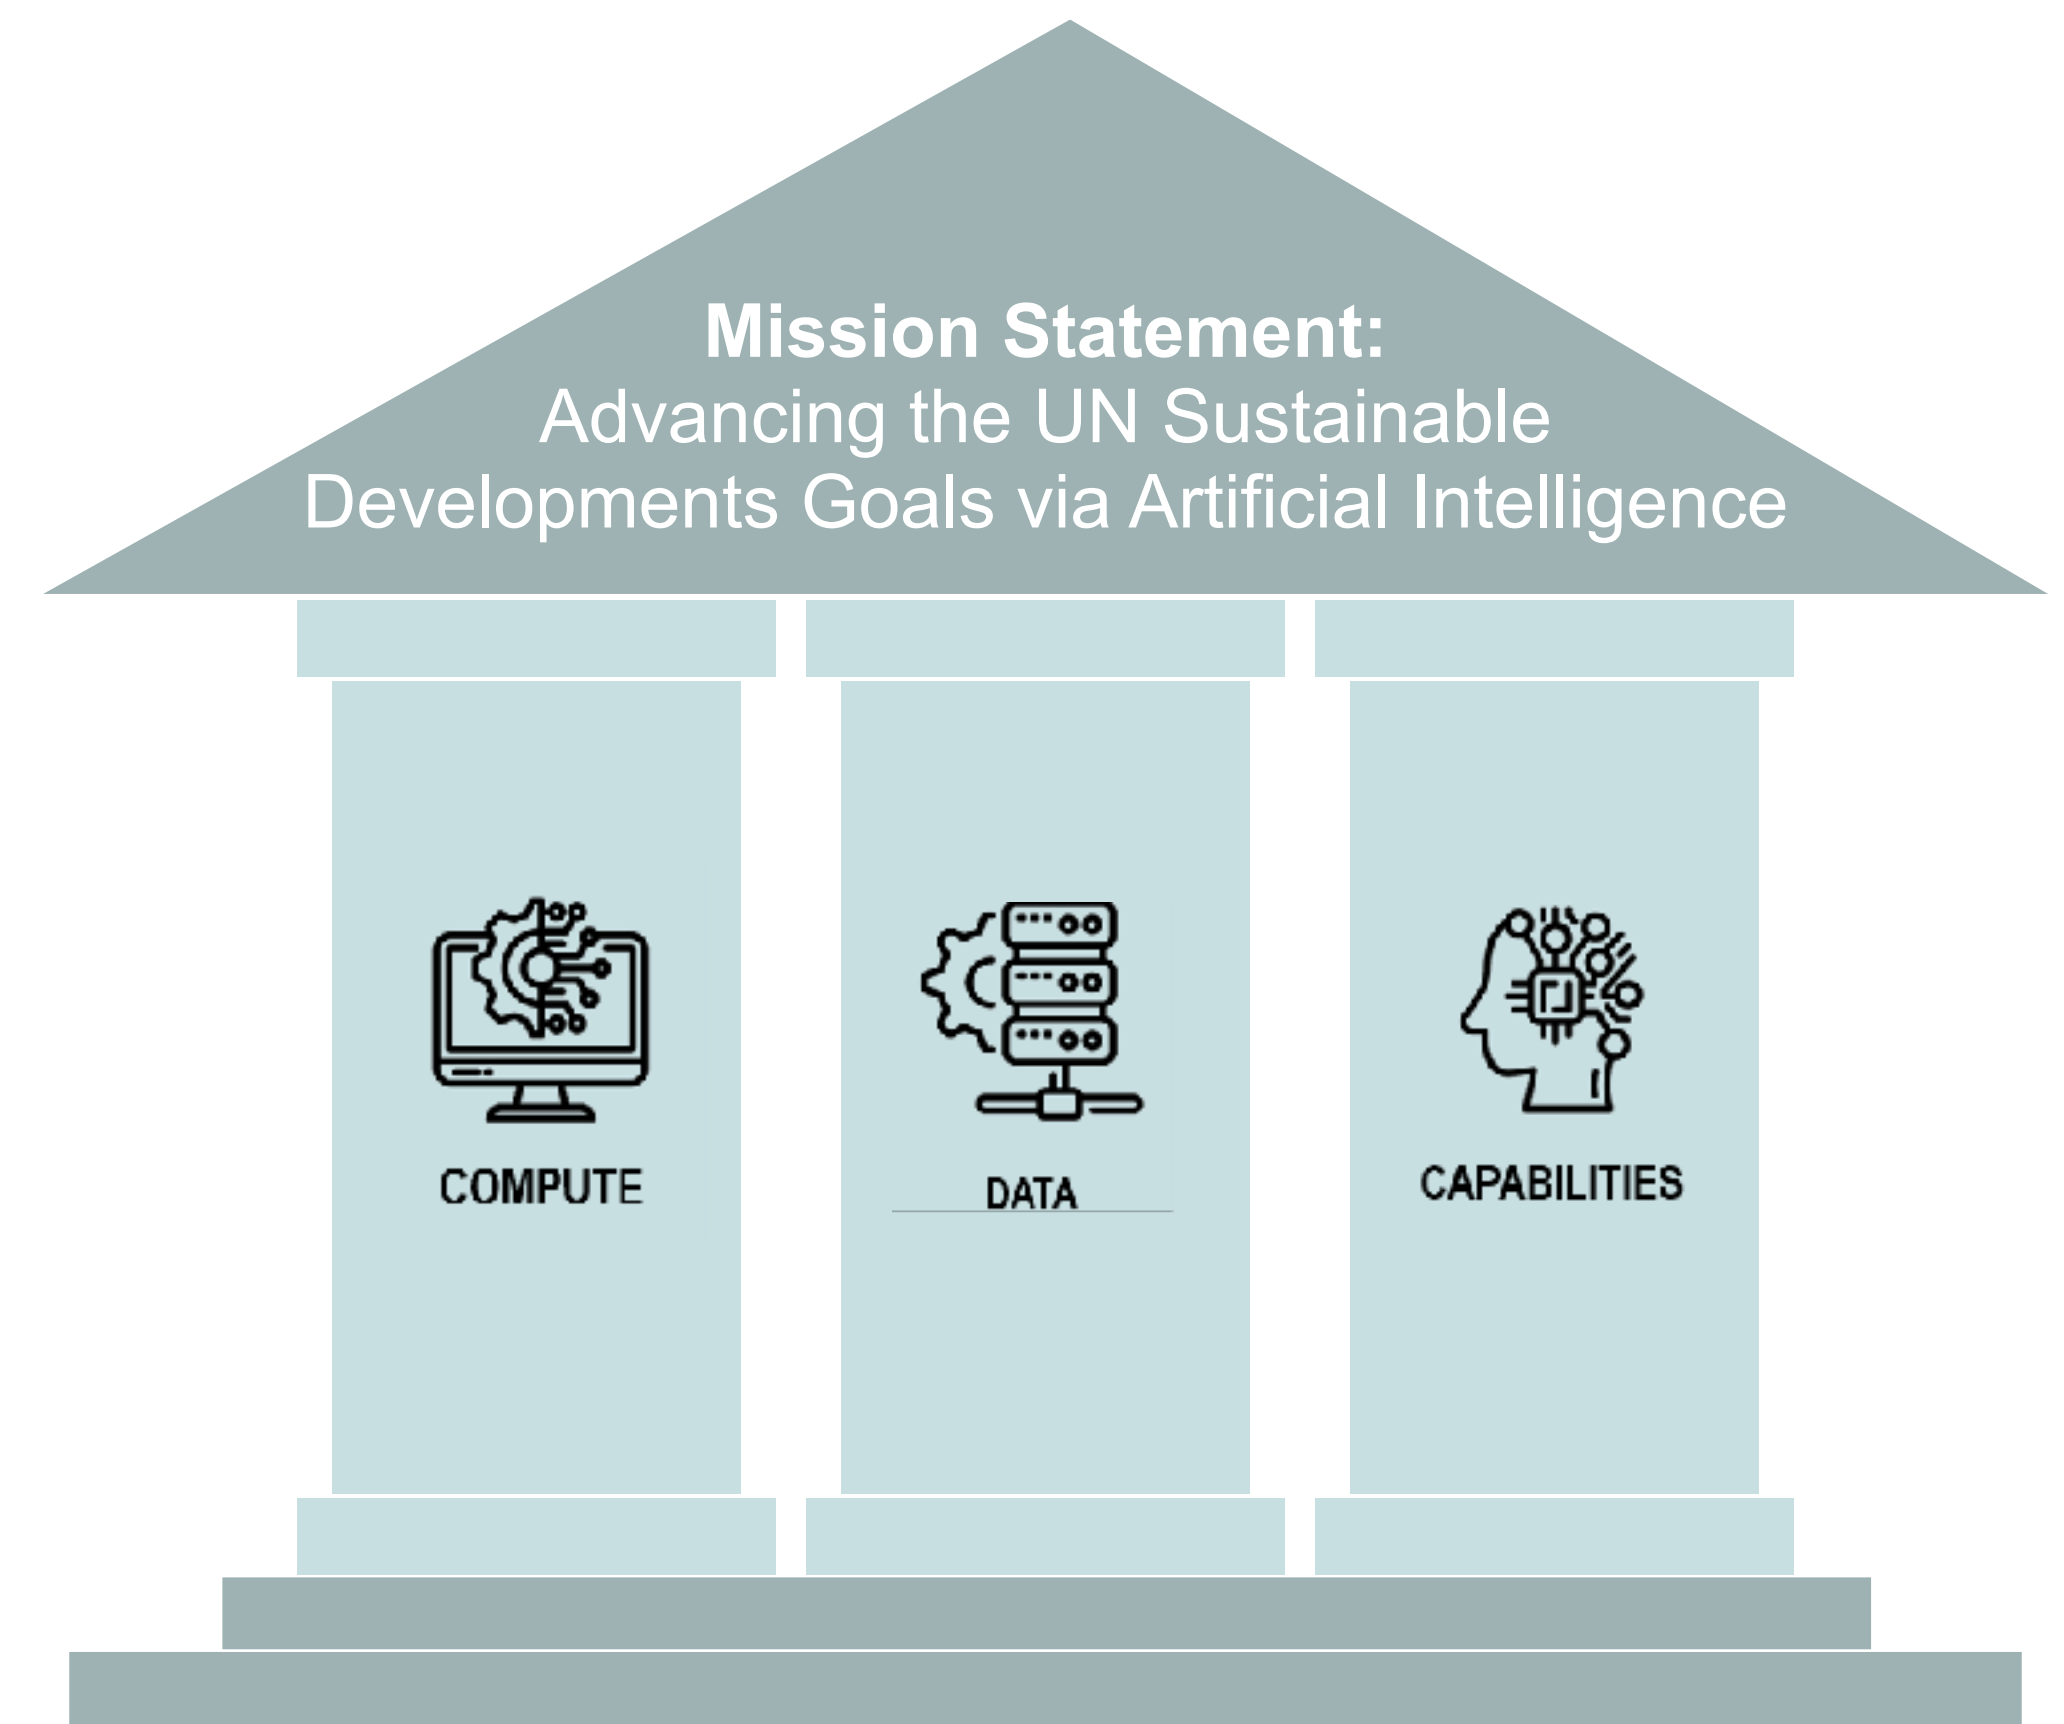 Mission Statement:
Advancing the UN Sustainable
Developments Goals via Artificial Intelligence
COMPUTE
DATA
CAPABILITIES